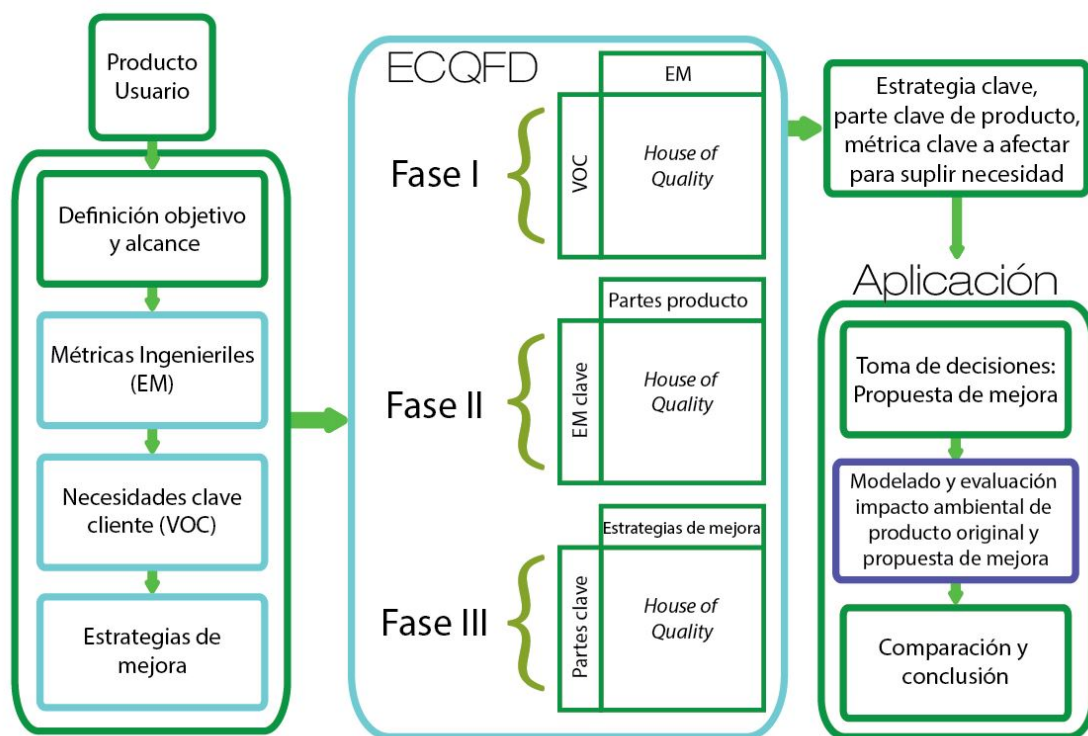 Producto
Usuario
Definición objetivo
y alcance
Métricas Ingenieriles
(EM)
Necesidades clave
cliente (VOC)
Estrategias de
mejora
ECQFD
Fase I
EM
VOC
House of
Quality
Fase II
Partes producto
EM clave
House of
Quality
Fase III
Estrategias de mejora
Partes clave
House of
Quality
Estrategia clave,
parte clave de producto,
métrica clave a afectar
para suplir necesidad
Aplicación
Toma de decisiones:
Propuesta de mejora
Modelado y evaluación
impacto ambiental de
producto original y
propuesta de mejora
Comparación y
conclusión